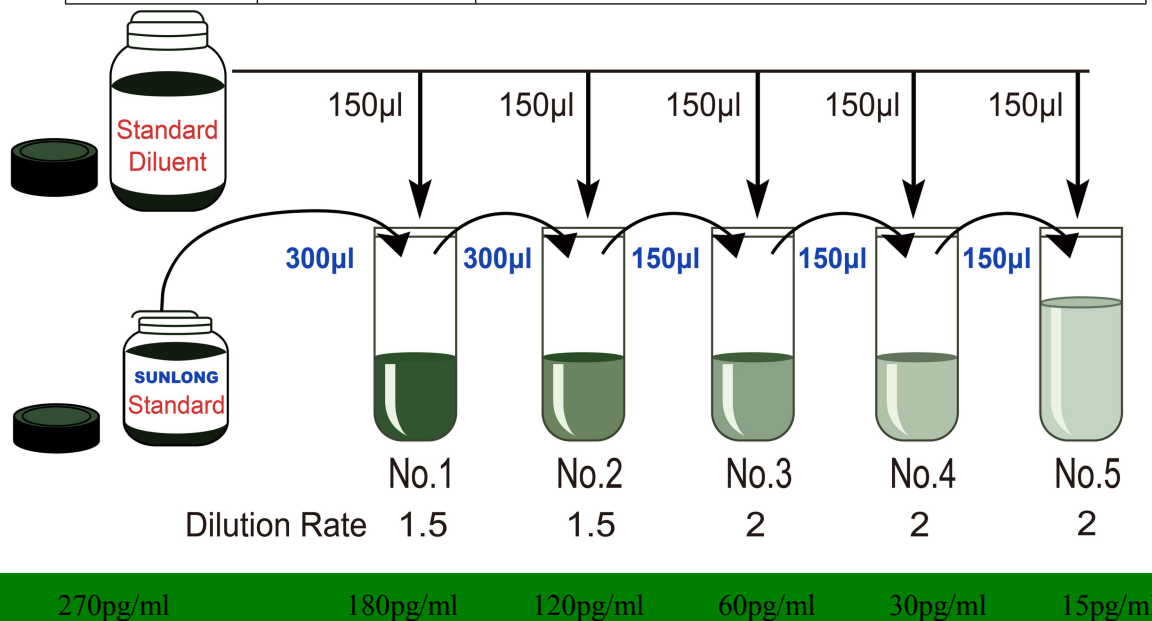 150µl 150µl 150µl 150µl 150µl
Standard
Diluent
300µl 300µl 150µl 150µl 150µl
SUNLONG
Standard
No.1 No.2 No.3 No.4 No.5
Dilution Rate 1.5 1.5 2 2 2
270pg/ml 180pg/ml 120pg/ml 60pg/ml 30pg/ml 15pg/ml